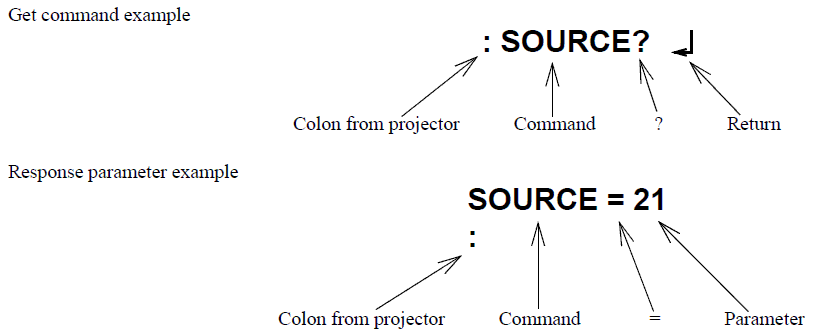 Get command example
: SOURCE? ↵
Colon from projector Command ? Return
Response parameter example
SOURCE = 21
:
Colon from projector Command = Parameter